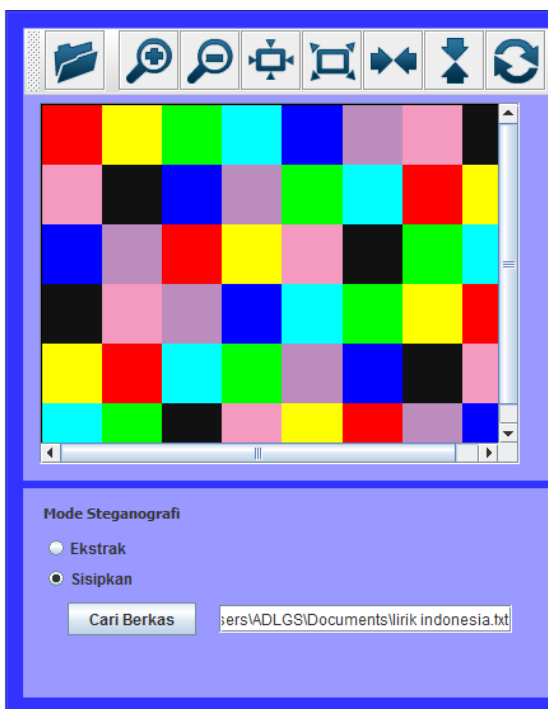 Mode Steganografi
Ekstrak
Sisipkan
Cari Berkas
sers\ADLGS\Documents\lirik indonesia.txt